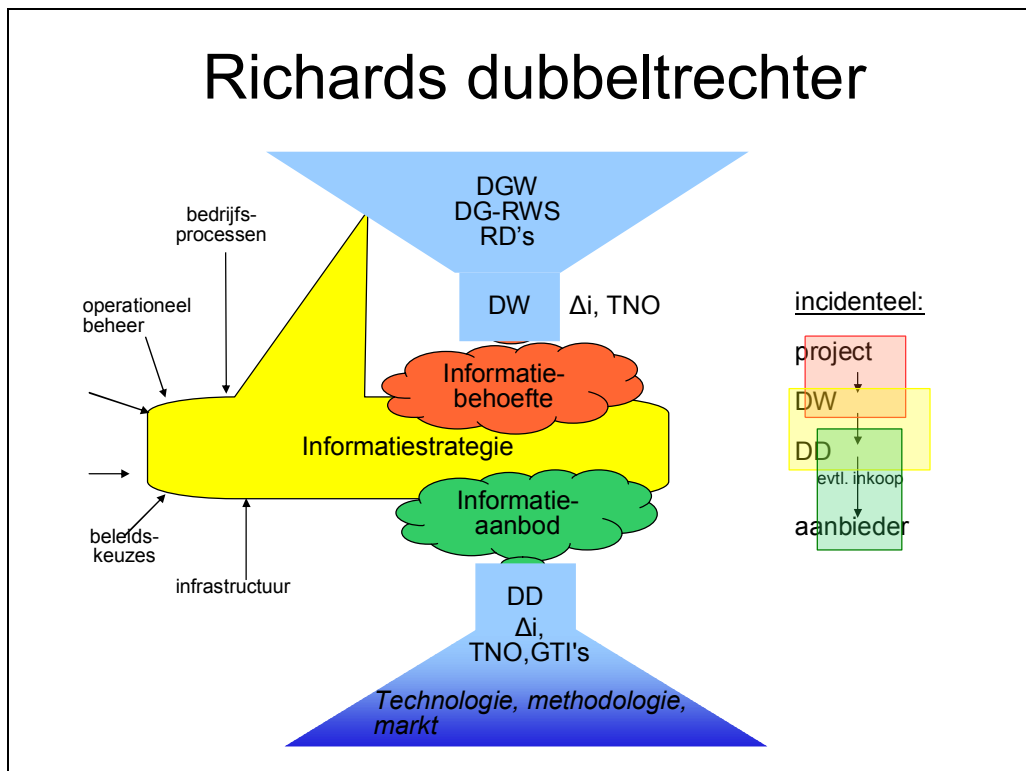 Richards dubbeltrechter
DGW
DG-RWS
RD's
bedrijfs-
processen
operationeel
beheer
DW
Δi, TNO
incidenteel:
project
DW
DD
evtl. inkoop
aanbieder
Informatie-
behoefte
Informatiestrategie
Informatie-
aanbod
beleids-
keuzes
infrastructuur
DD
Δi,
TNO,GTI's
Technologie, methodologie,
markt